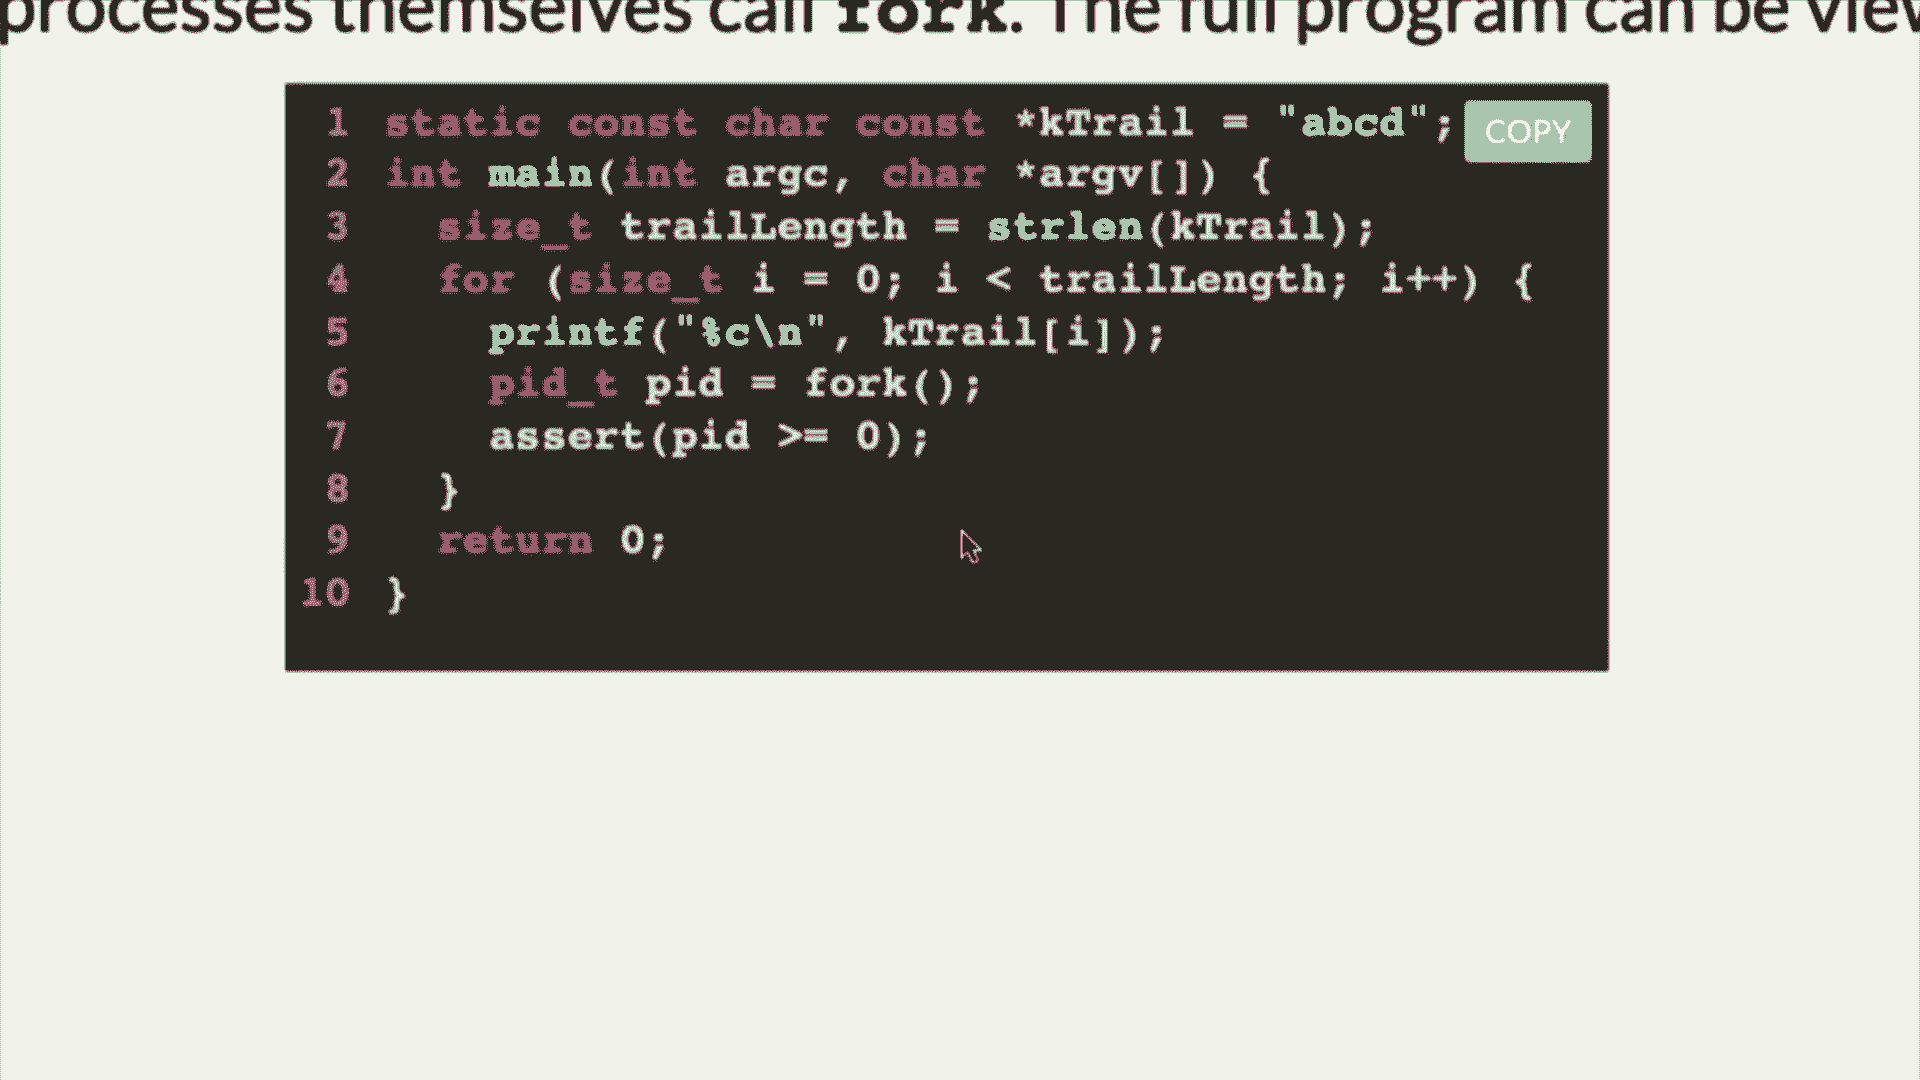 processes themselves call fork. The full program can be view
1 static const char const *kTrail = "abcd"; COPY
2 int main(int argc, char *argv[]) {
3 size_t trailLength = strlen(kTrail);
4 for (size_t i = 0; i < trailLength; i++) {
5 printf("%c\n", kTrail[i]);
6 pid_t pid = fork();
7 assert(pid >= 0);
8 }
9 return 0;
10 }